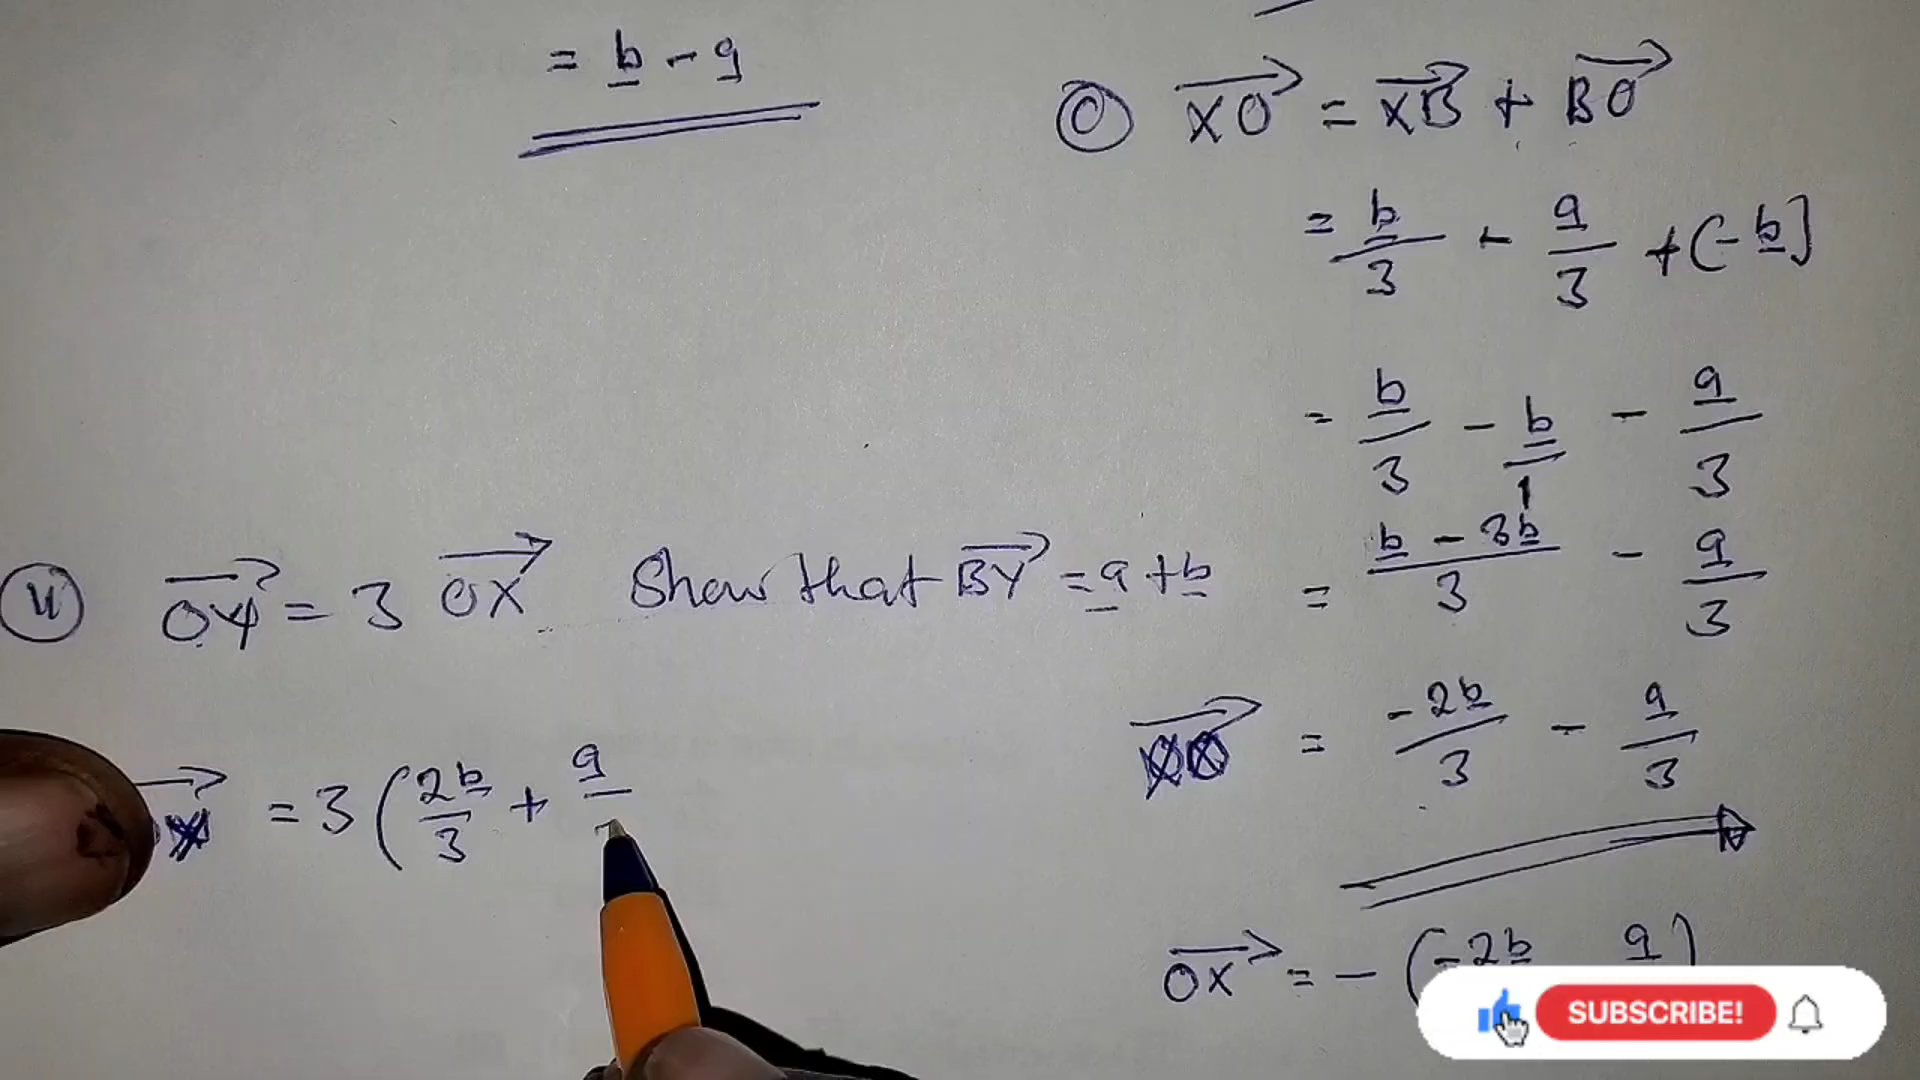 = b - a
(ii) OY = 3 OX Show that BY = a + b
= 3 ( 2b/3 + a/
(c) XO = XB + BO
= b/3 - a/3 + (-b]
= b/3 - b/1 - a/3
= b - 3b/3 - a/3
= -2b/3 - a/3
OX = - (-2b a )
SUBSCRIBE!